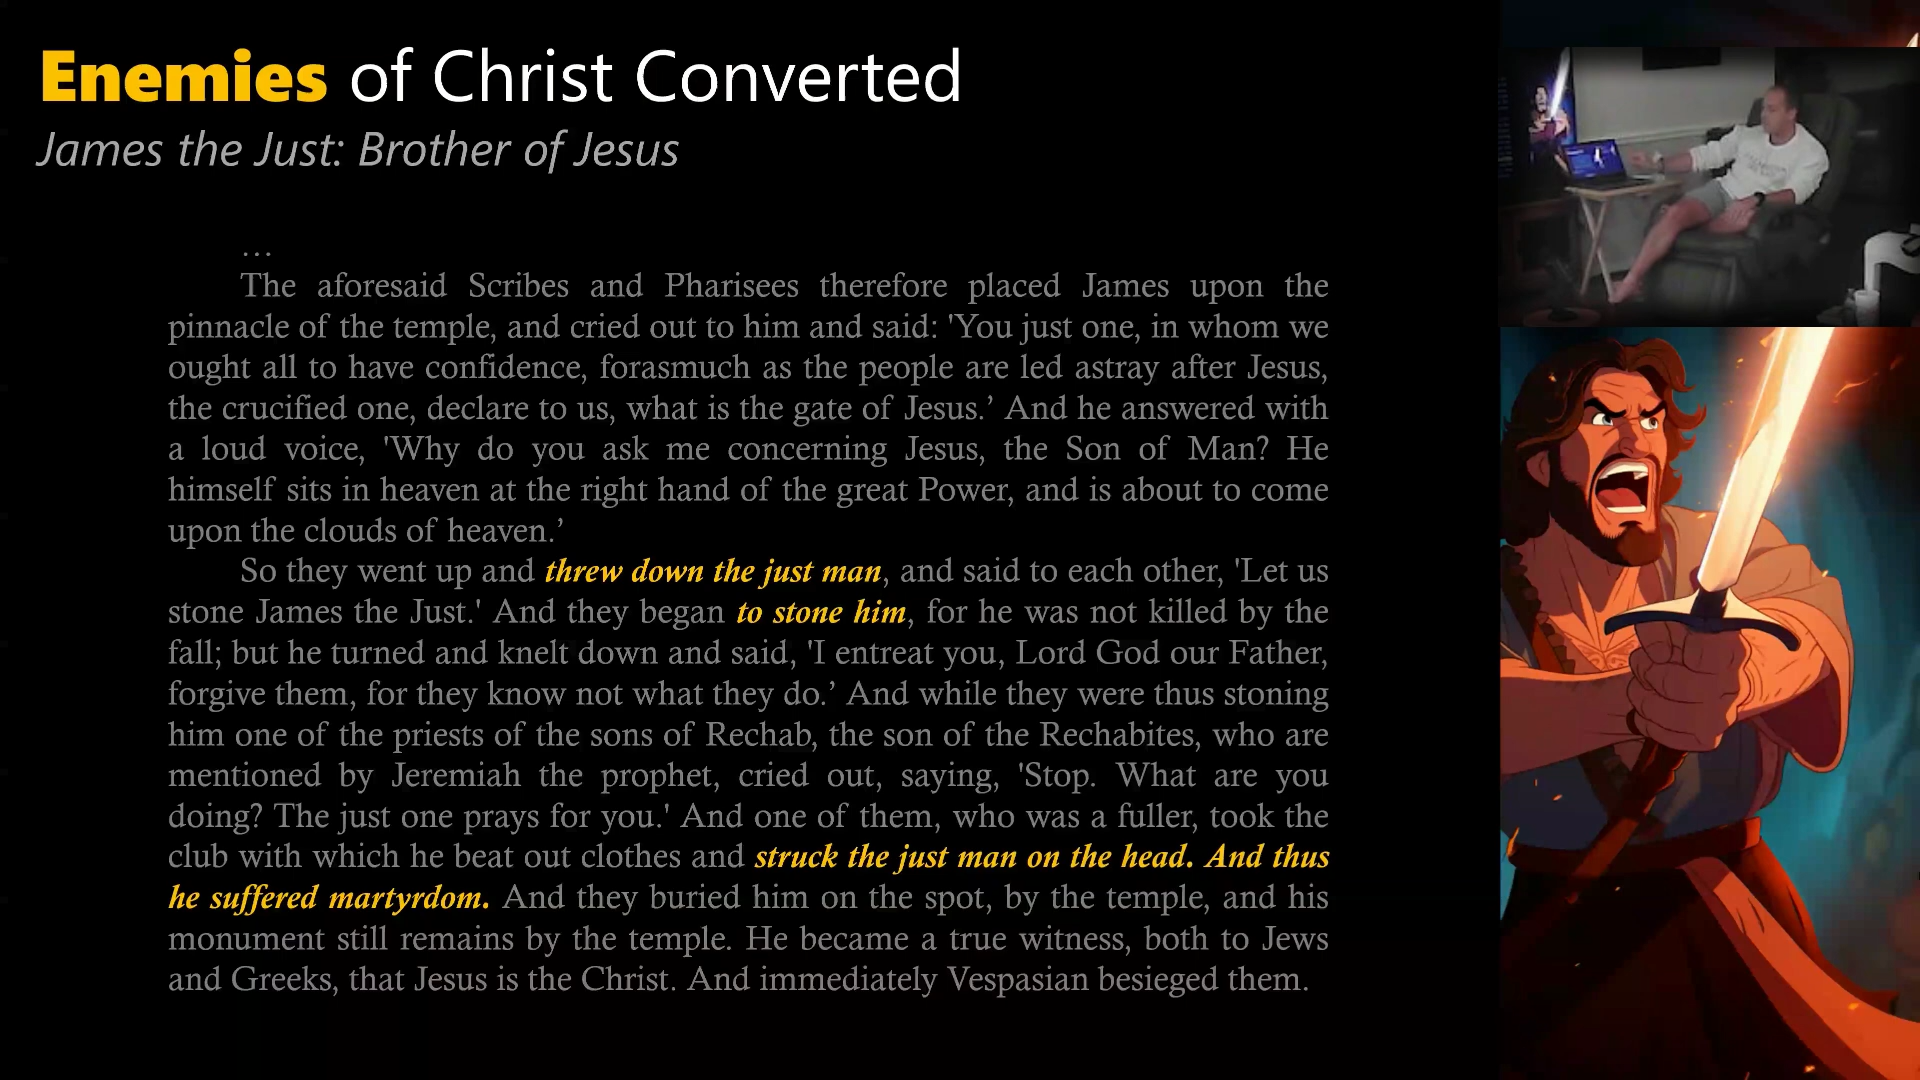 Enemies of Christ Converted
James the Just: Brother of Jesus
…
The aforesaid Scribes and Pharisees therefore placed James upon the
pinnacle of the temple, and cried out to him and said: 'You just one, in whom we
ought all to have confidence, forasmuch as the people are led astray after Jesus,
the crucified one, declare to us, what is the gate of Jesus.’ And he answered with
a loud voice, 'Why do you ask me concerning Jesus, the Son of Man? He
himself sits in heaven at the right hand of the great Power, and is about to come
upon the clouds of heaven.’
So they went up and threw down the just man, and said to each other, 'Let us
stone James the Just.' And they began to stone him, for he was not killed by the
fall; but he turned and knelt down and said, 'I entreat you, Lord God our Father,
forgive them, for they know not what they do.’ And while they were thus stoning
him one of the priests of the sons of Rechab, the son of the Rechabites, who are
mentioned by Jeremiah the prophet, cried out, saying, 'Stop. What are you
doing? The just one prays for you.' And one of them, who was a fuller, took the
club with which he beat out clothes and struck the just man on the head. And thus
he suffered martyrdom. And they buried him on the spot, by the temple, and his
monument still remains by the temple. He became a true witness, both to Jews
and Greeks, that Jesus is the Christ. And immediately Vespasian besieged them.